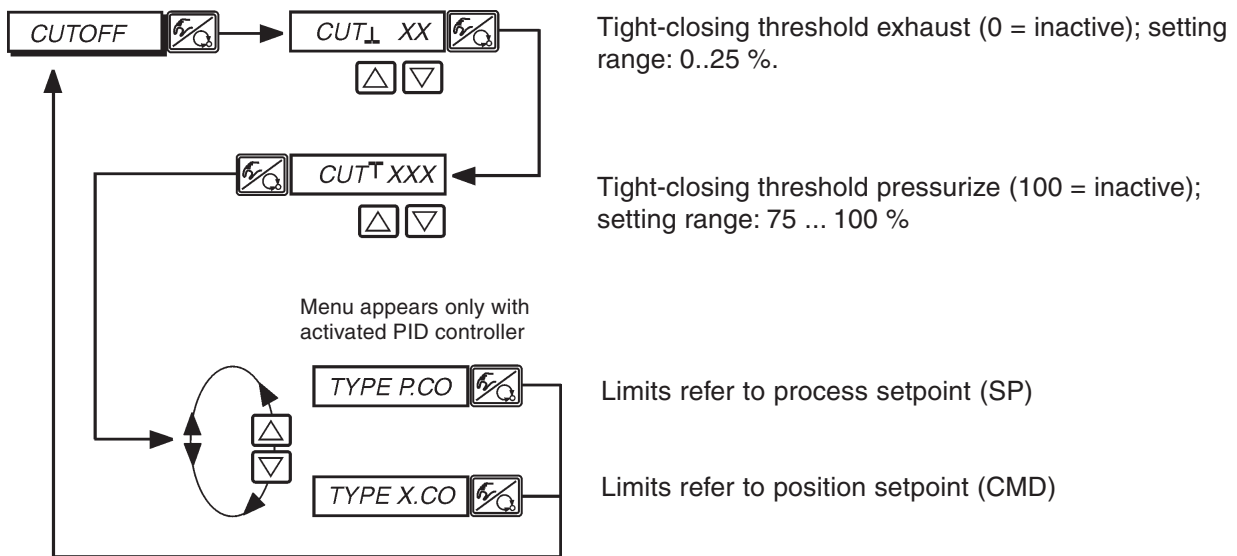 CUTOFF
CUT⊥ XX
Tight-closing threshold exhaust (0 = inactive); setting
range: 0..25 %.
CUT⊤ XXX
Tight-closing threshold pressurize (100 = inactive);
setting range: 75 ... 100 %
Menu appears only with
activated PID controller
TYPE P.CO
Limits refer to process setpoint (SP)
TYPE X.CO
Limits refer to position setpoint (CMD)